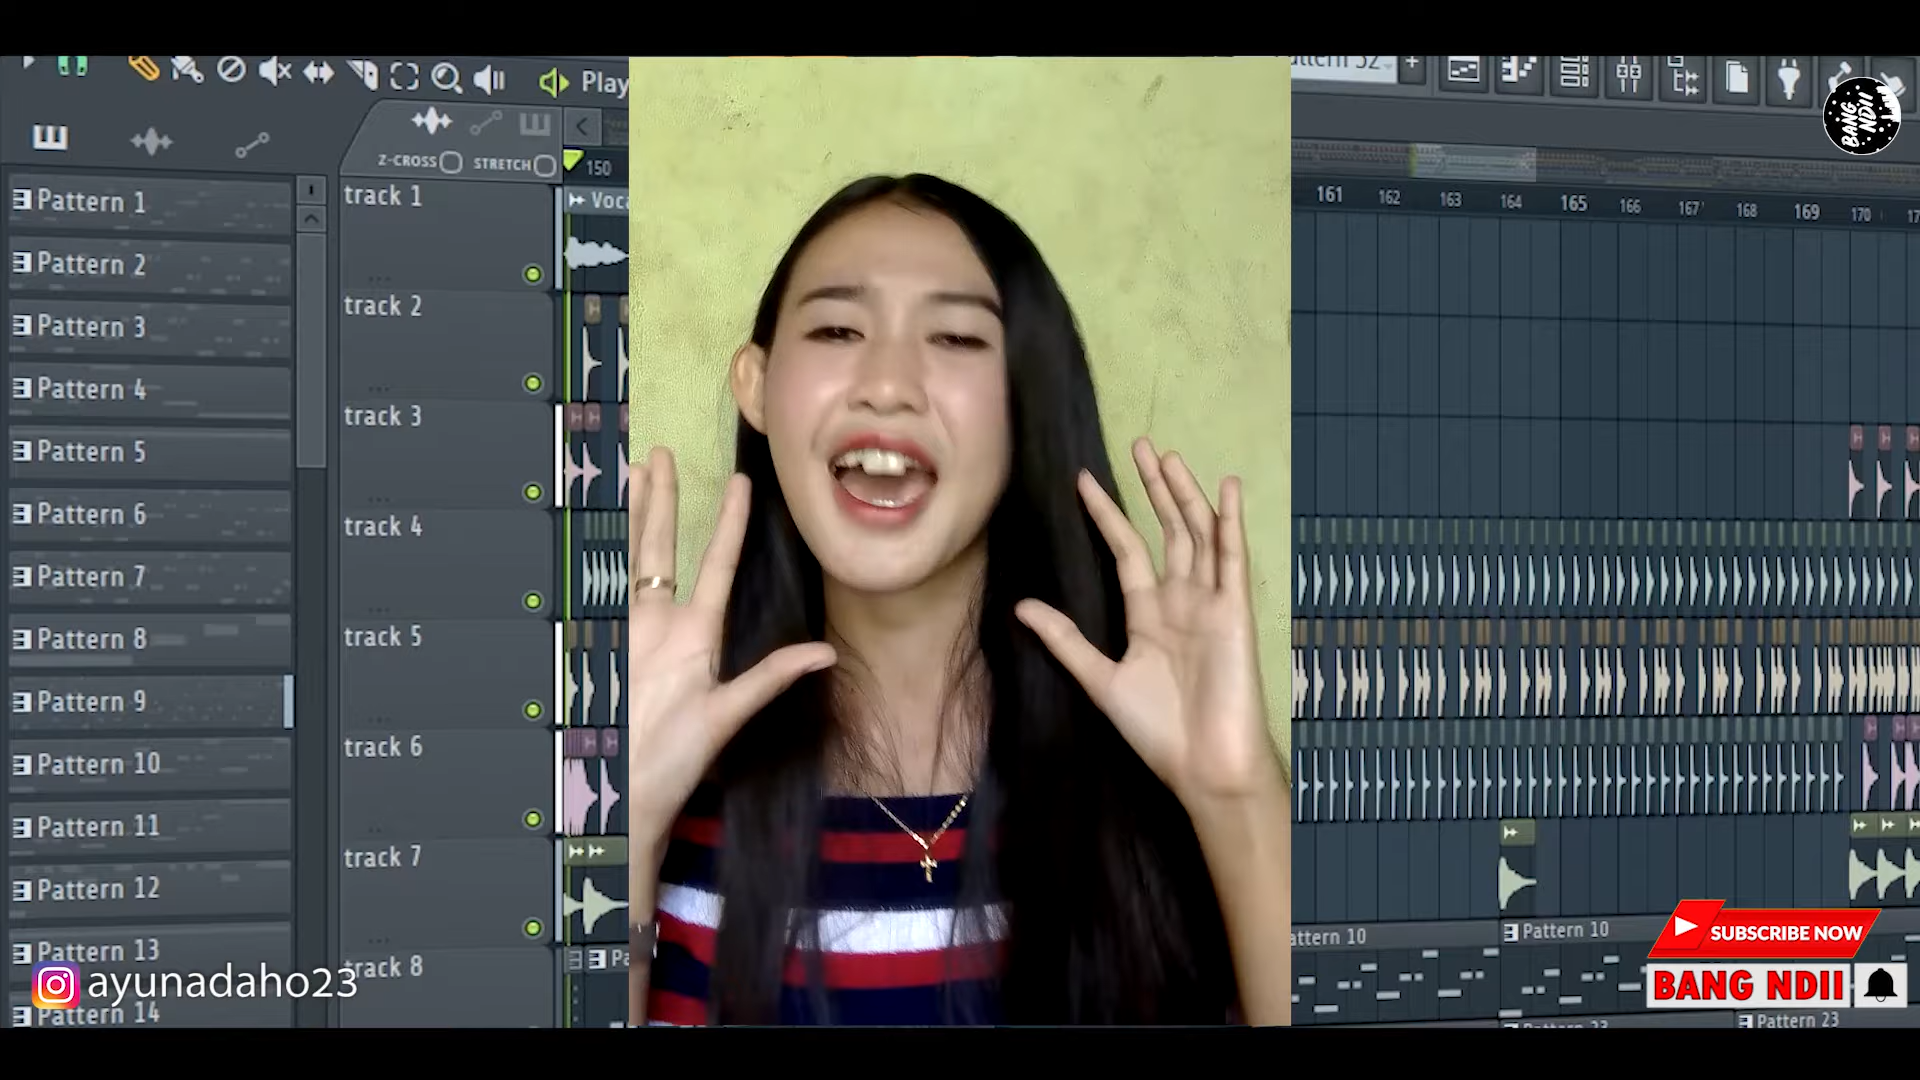 Play
BANG
NDII
Z-CROSS STRETCH
150
161 162 163 164 165 166 167 168 169 170
Pattern 1
Pattern 2
Pattern 3
Pattern 4
Pattern 5
Pattern 6
Pattern 7
Pattern 8
Pattern 9
Pattern 10
Pattern 11
Pattern 12
Pattern 13
Pattern 14
track 1
track 2
track 3
track 4
track 5
track 6
track 7
track 8
Pattern 10
Pattern 23
ayunadaho23
SUBSCRIBE NOW
BANG NDII